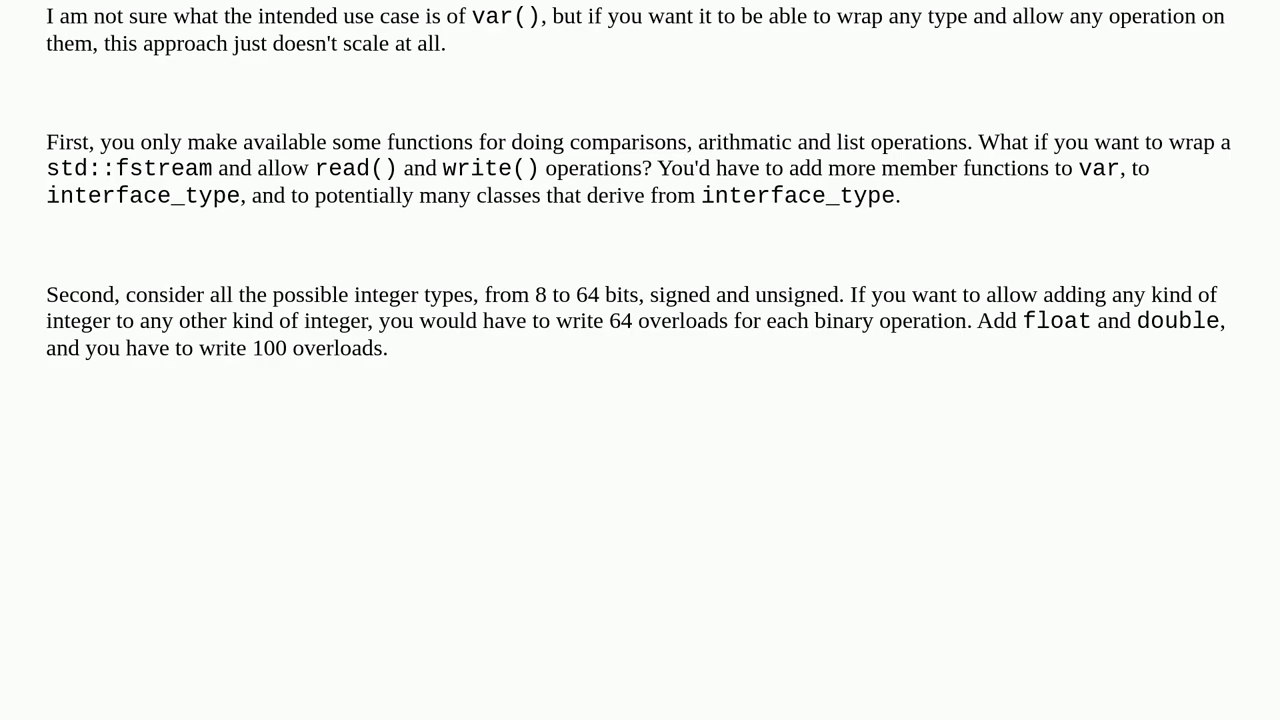 I am not sure what the intended use case is of var(), but if you want it to be able to wrap any type and allow any operation on
them, this approach just doesn't scale at all.
First, you only make available some functions for doing comparisons, arithmatic and list operations. What if you want to wrap a
std::fstream and allow read() and write() operations? You'd have to add more member functions to var, to
interface_type, and to potentially many classes that derive from interface_type.
Second, consider all the possible integer types, from 8 to 64 bits, signed and unsigned. If you want to allow adding any kind of
integer to any other kind of integer, you would have to write 64 overloads for each binary operation. Add float and double,
and you have to write 100 overloads.